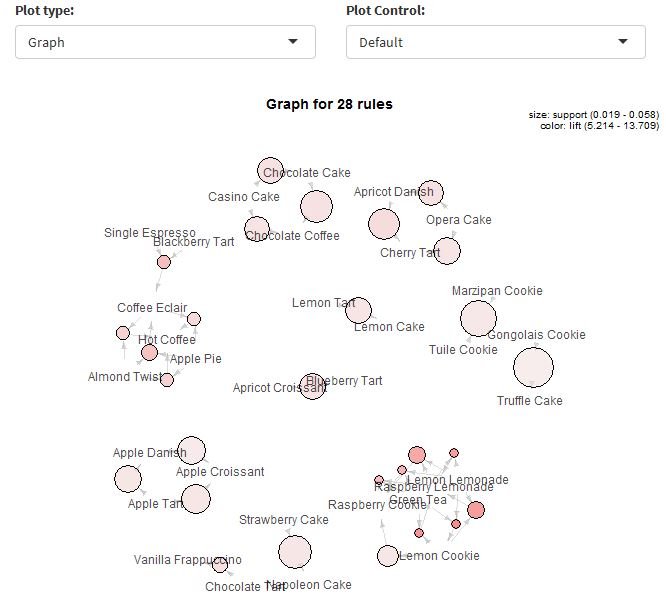 Plot type:
Plot Control:
Graph
Default
Graph for 28 rules
size: support (0.019 - 0.058)
color: lift (5.214 - 13.709)
Chocolate Cake
Casino Cake
Apricot Danish
Opera Cake
Single Espresso
Blackberry Tart
Chocolate Coffee
Cherry Tart
Marzipan Cookie
Lemon Tart
Coffee Eclair
Lemon Cake
Gongolais Cookie
Hot Coffee
Tuile Cookie
Apple Pie
Almond Twist
Blueberry Tart
Apricot Croissant
Truffle Cake
Apple Danish
Apple Croissant
Lemon Lemonade
Raspberry Lemonade
Green Tea
Apple Tart
Raspberry Cookie
Strawberry Cake
Lemon Cookie
Vanilla Frappuccino
Chocolate Tart
Napoleon Cake